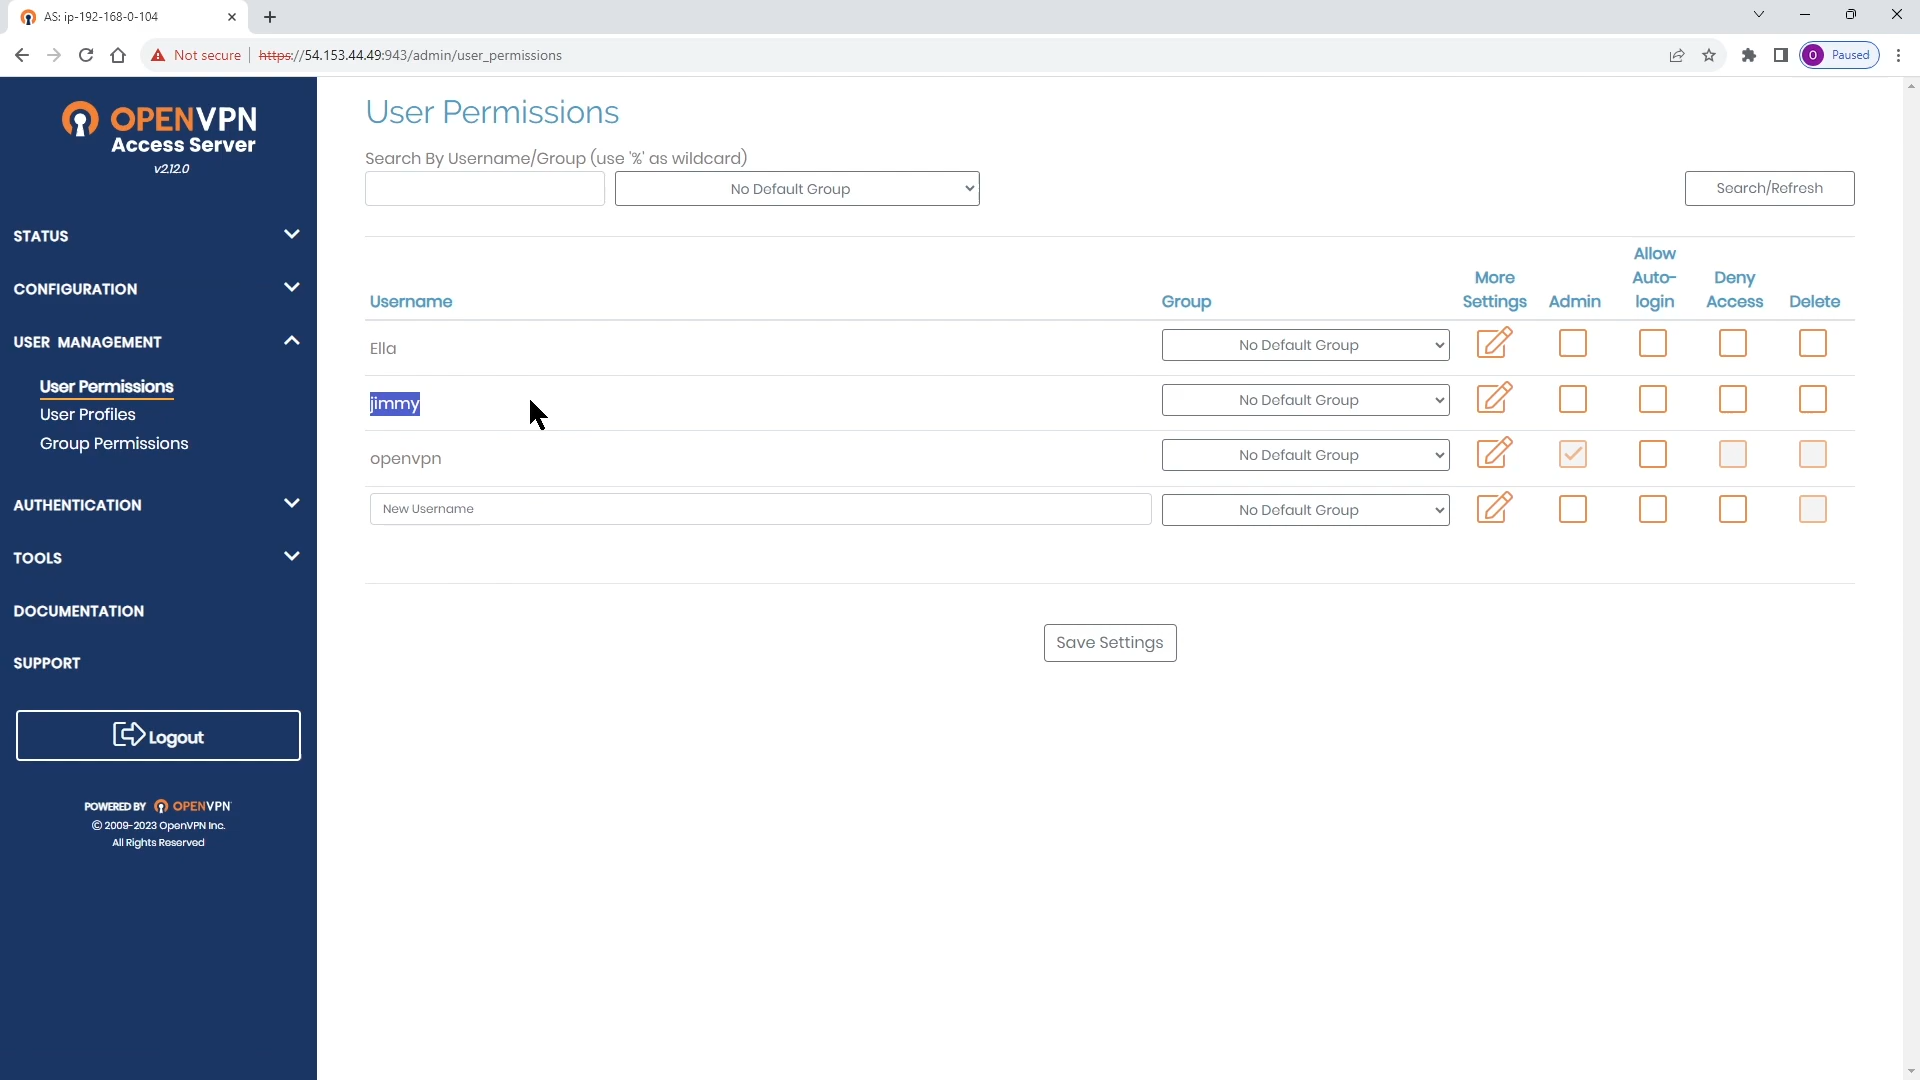 AS: ip-192-168-0-104
Not secure
https://54.153.44.49:943/admin/user_permissions
O
Paused
OPENVPN
Access Server
v2.12.0
STATUS
CONFIGURATION
USER MANAGEMENT
User Permissions
User Profiles
Group Permissions
AUTHENTICATION
TOOLS
DOCUMENTATION
SUPPORT
Logout
POWERED BY OPENVPN
© 2009-2023 OpenVPN Inc.
All Rights Reserved
User Permissions
Search By Username/Group (use '%' as wildcard)
No Default Group
Search/Refresh
Username
Group
More Settings
Admin
Allow Auto-login
Deny Access
Delete
Ella
No Default Group
jimmy
No Default Group
openvpn
No Default Group
New Username
No Default Group
Save Settings